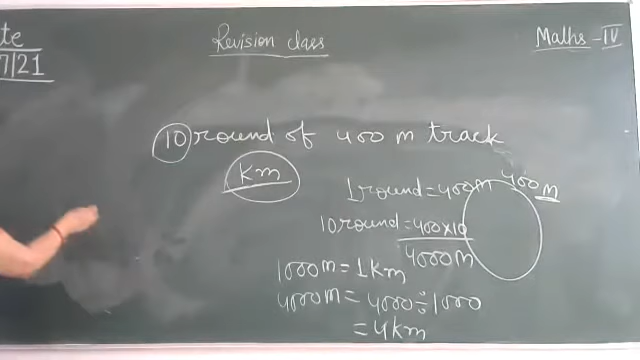 te
7/21
Revision class
Maths - IV
10 round of 400 m track
Km
400 m
1 round = 400 m
10 round = 400 x 10
4000 m
1000 m = 1 Km
4000 m = 4000 ÷ 1000
= 4 km